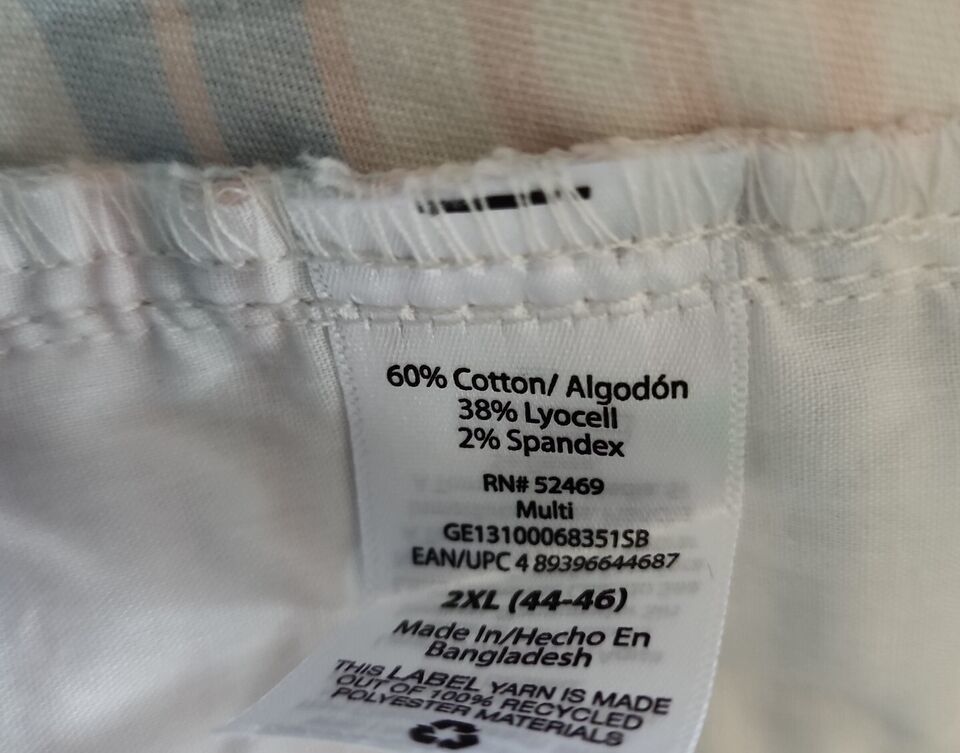 60% Cotton/ Algodón
38% Lyocell
2% Spandex
RN# 52469
Multi
GE13100068351SB
EAN/UPC 4 89396644687
2XL (44-46)
Made In/Hecho En
Bangladesh
THIS LABEL YARN IS MADE
OUT OF 100% RECYCLED
POLYESTER MATERIALS